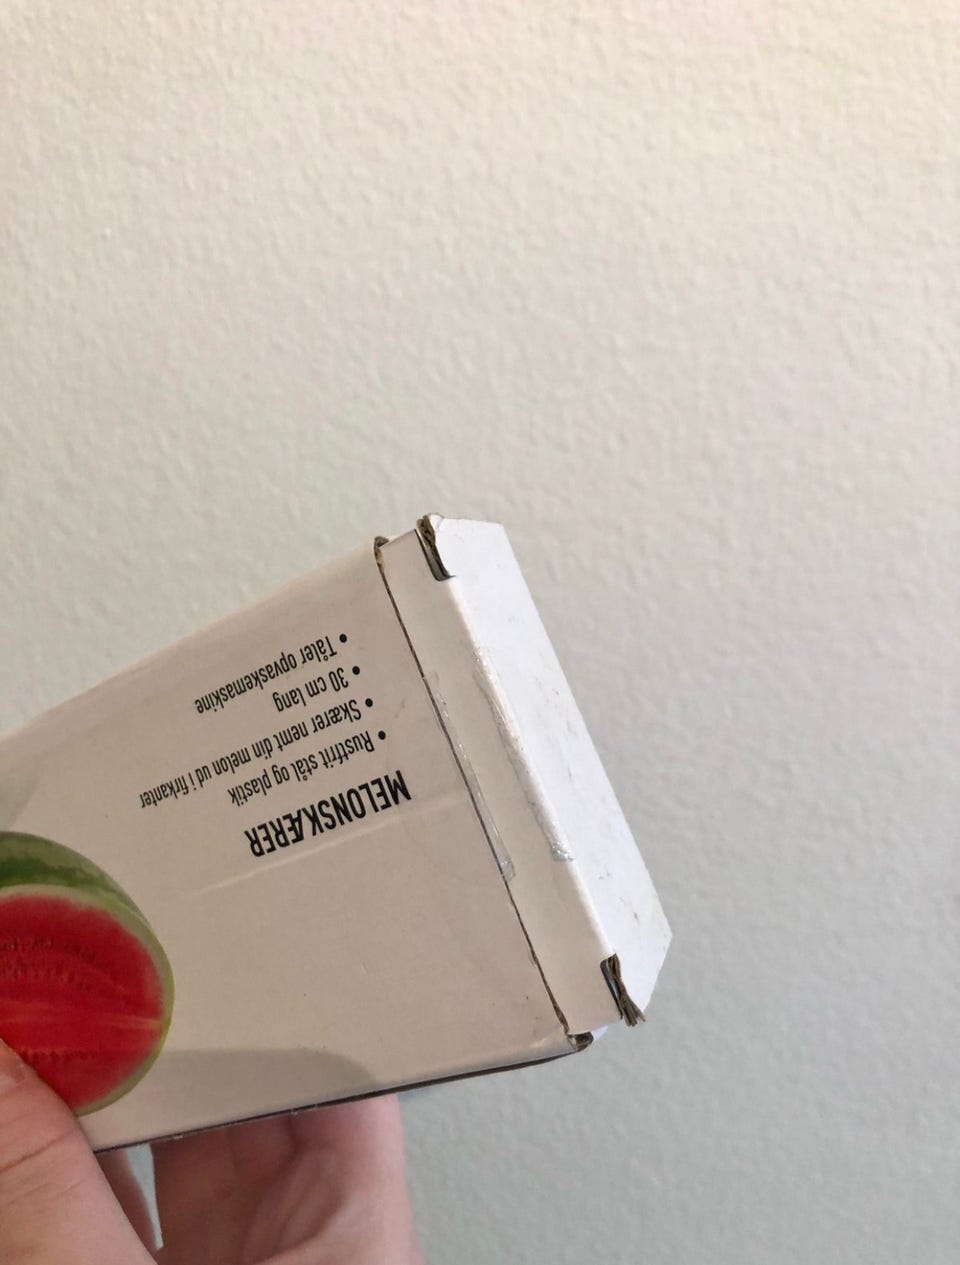 MELONSKÆRER
• Rustfrit stål og plastik
• Skærer nemt din melon ud i firkanter
• 30 cm lang
• Tåler opvaskemaskine